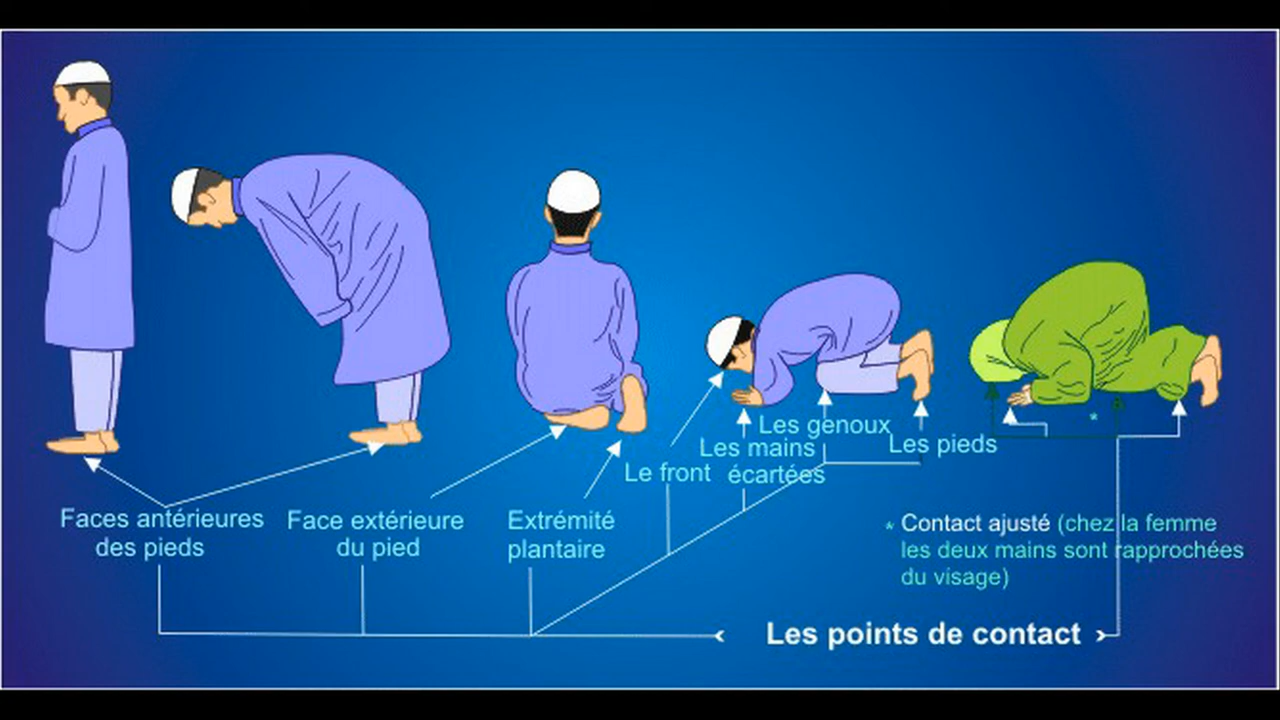 Les genoux
Les mains
Les pieds
Le front
écartées
Faces antérieures
des pieds
Face extérieure
du pied
Extrémité
plantaire
*
* Contact ajusté (chez la femme
les deux mains sont rapprochées
du visage)
Les points de contact